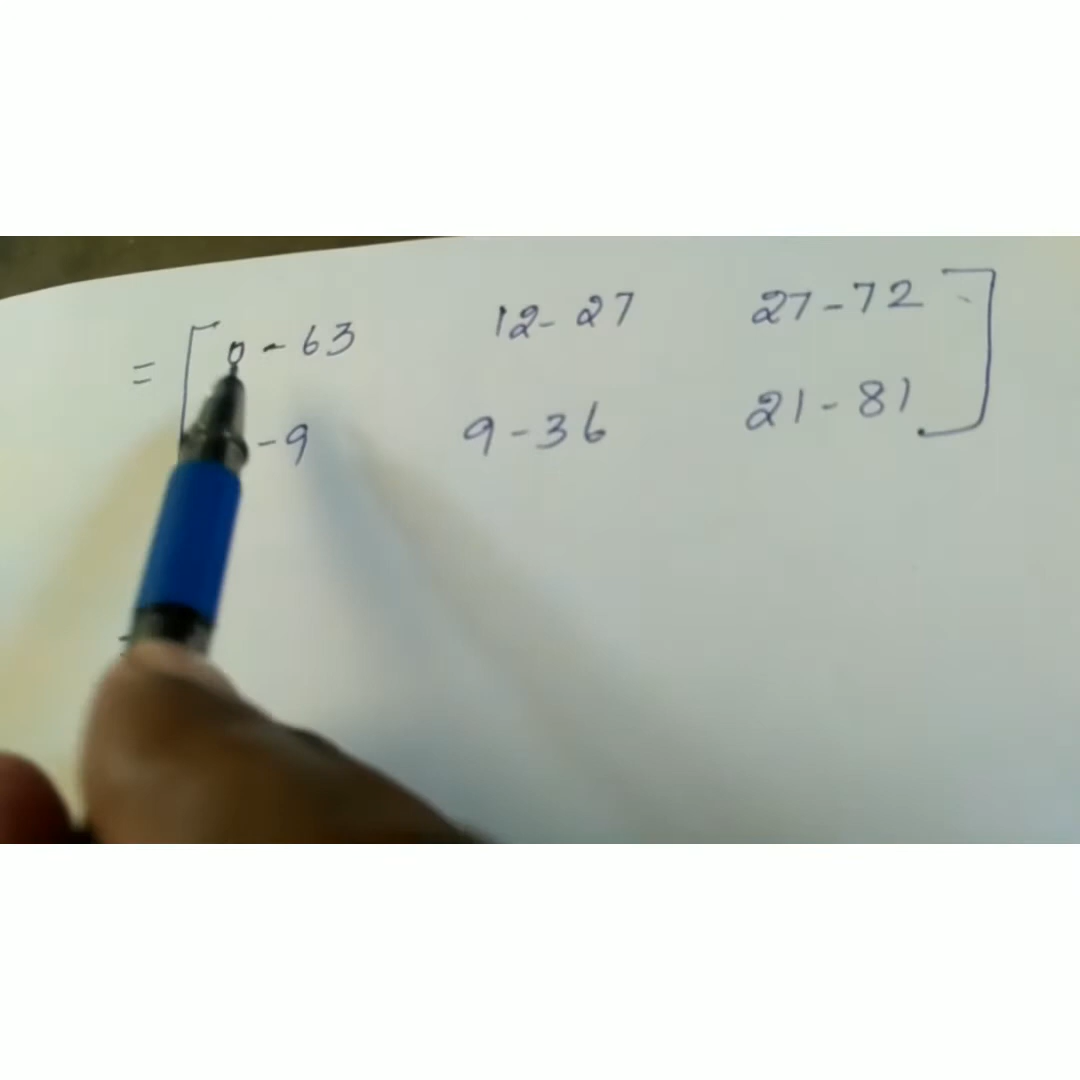 = [ 0 - 63 12 - 27 27 - 72 ]
- 9 9 - 36 21 - 81